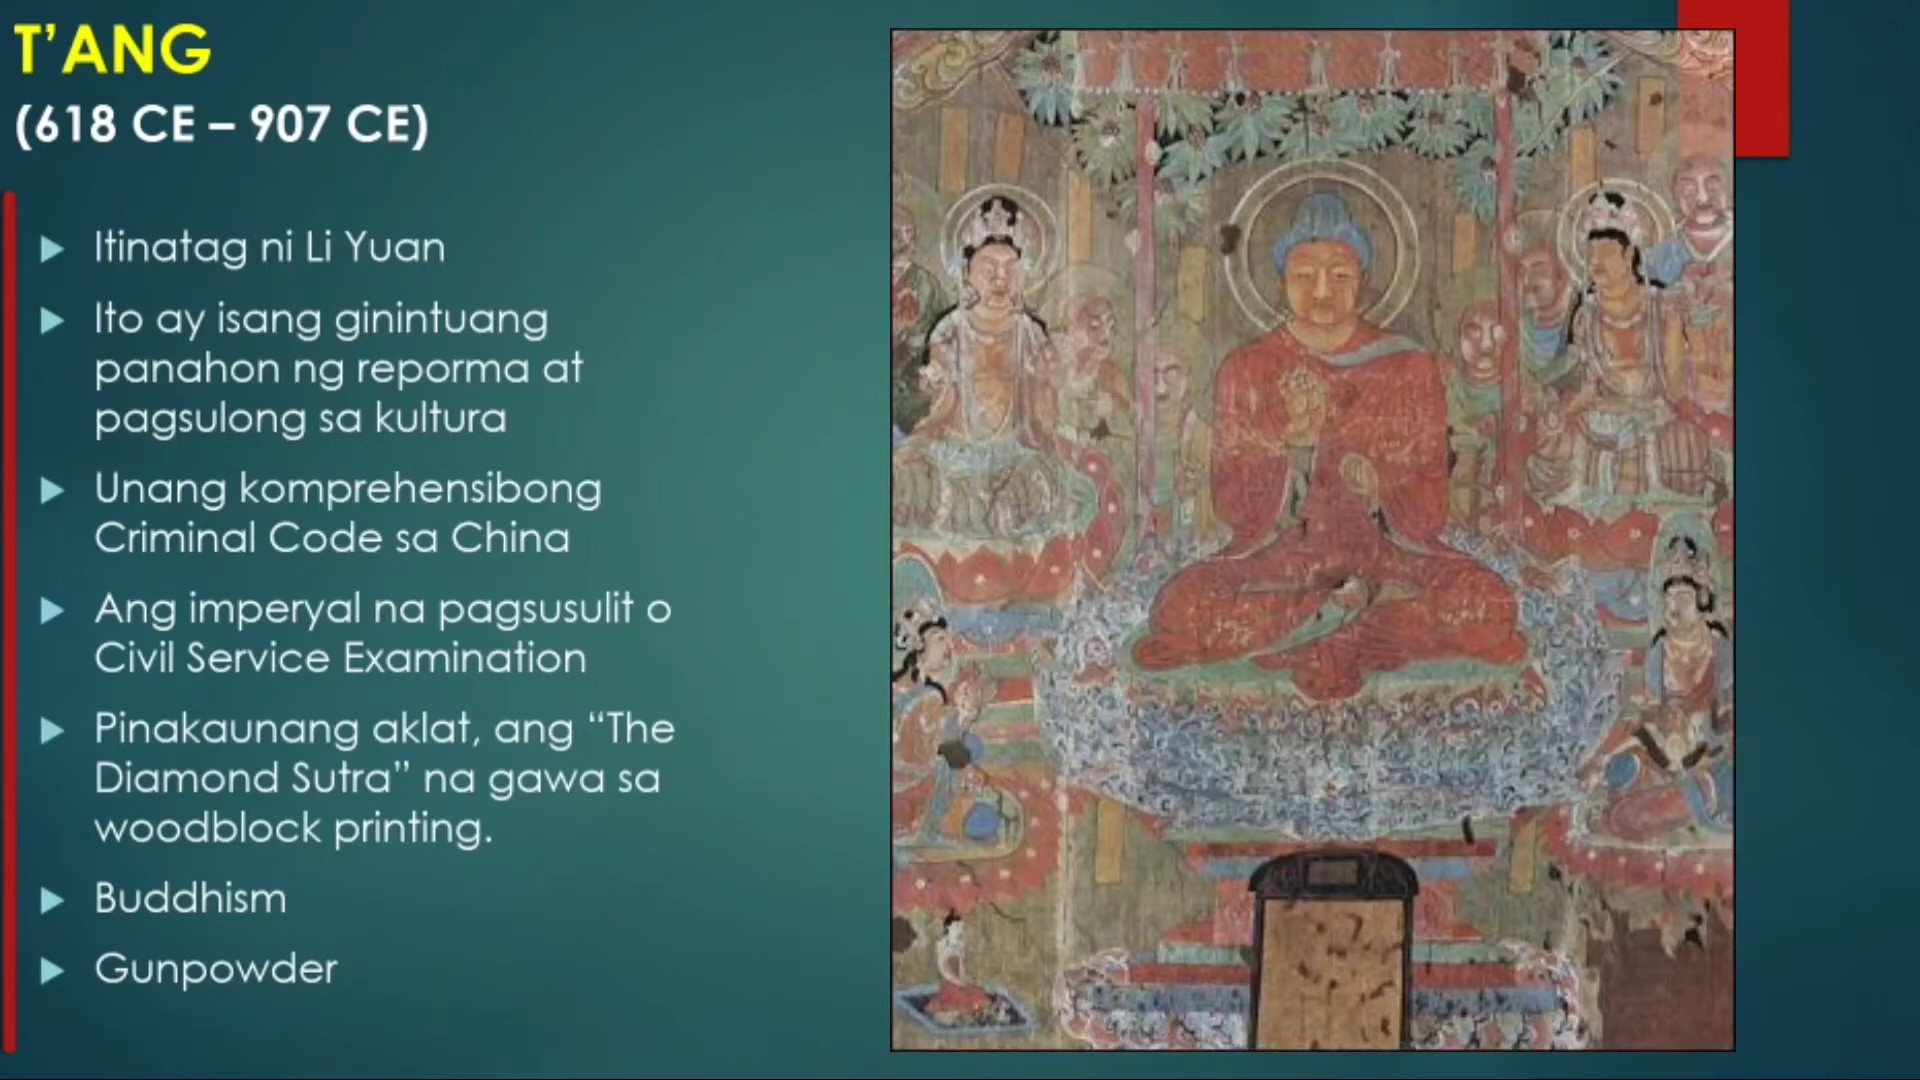 T’ANG
(618 CE – 907 CE)
Itinatag ni Li Yuan
Ito ay isang ginintuang
panahon ng reporma at
pagsulong sa kultura
Unang komprehensibong
Criminal Code sa China
Ang imperyal na pagsusulit o
Civil Service Examination
Pinakaunang aklat, ang “The
Diamond Sutra” na gawa sa
woodblock printing.
Buddhism
Gunpowder